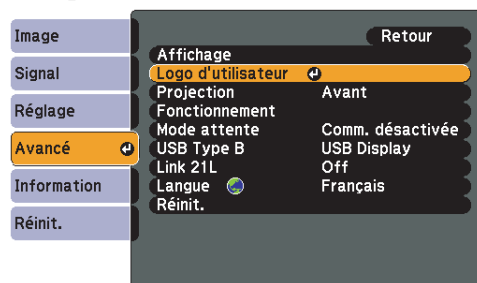 Image
Signal
Réglage
Avancé
Information
Réinit.
Retour
Affichage
Logo d'utilisateur
Projection Avant
Fonctionnement
Mode attente Comm. désactivée
USB Type B USB Display
Link 21L Off
Langue Français
Réinit.